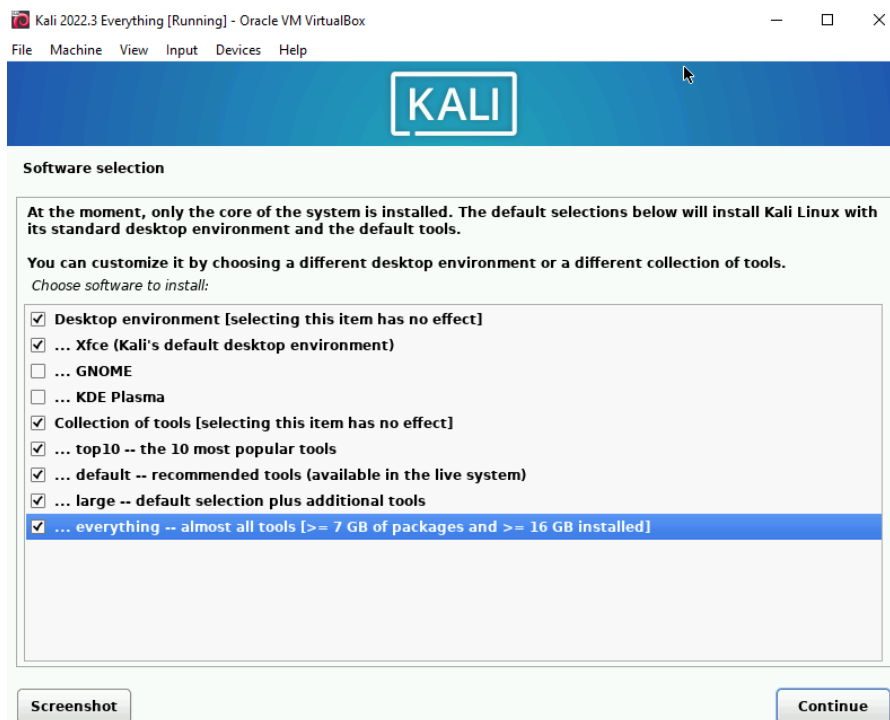 Kali 2022.3 Everything [Running] - Oracle VM VirtualBox
File Machine View Input Devices Help
KALI
Software selection
At the moment, only the core of the system is installed. The default selections below will install Kali Linux with
its standard desktop environment and the default tools.
You can customize it by choosing a different desktop environment or a different collection of tools.
Choose software to install:
Desktop environment [selecting this item has no effect]
... Xfce (Kali's default desktop environment)
... GNOME
... KDE Plasma
Collection of tools [selecting this item has no effect]
... top10 -- the 10 most popular tools
... default -- recommended tools (available in the live system)
... large -- default selection plus additional tools
... everything -- almost all tools [>= 7 GB of packages and >= 16 GB installed]
Screenshot Continue